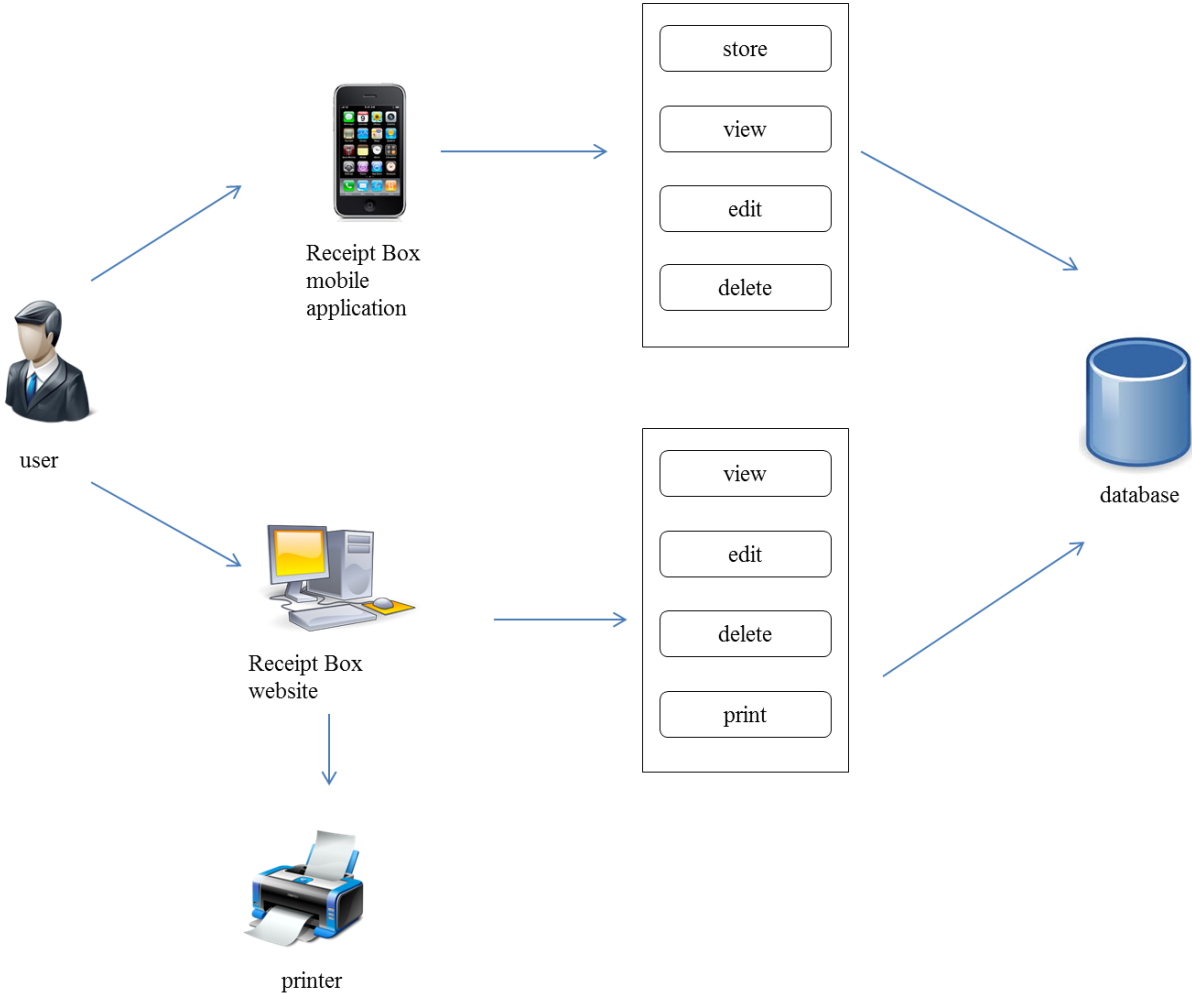 store
view
edit
delete
Receipt Box
mobile
application
user
database
view
edit
delete
print
Receipt Box
website
printer